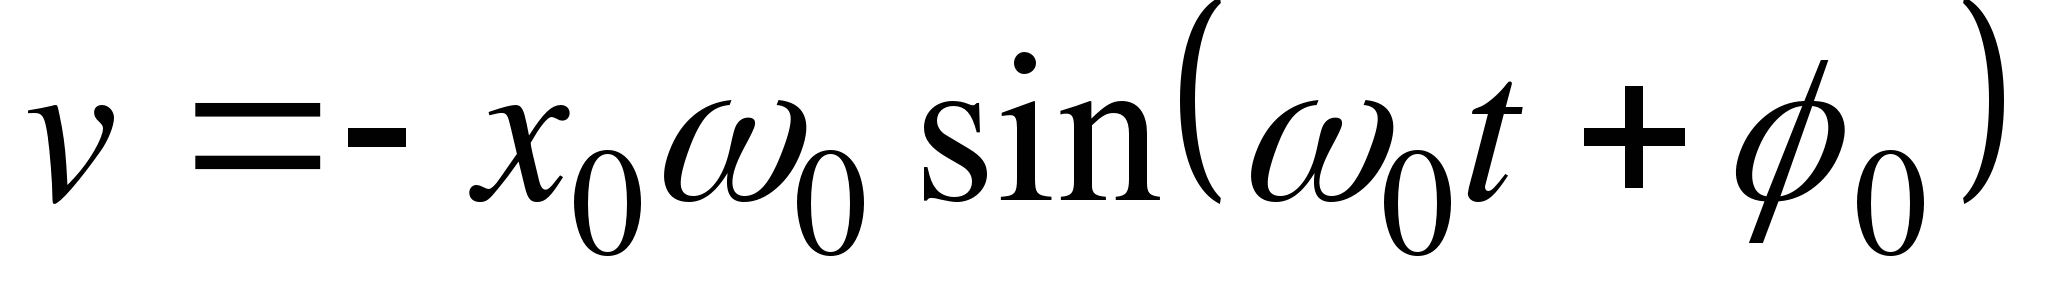 v = - x₀ω₀ sin(ω₀t + ϕ₀)